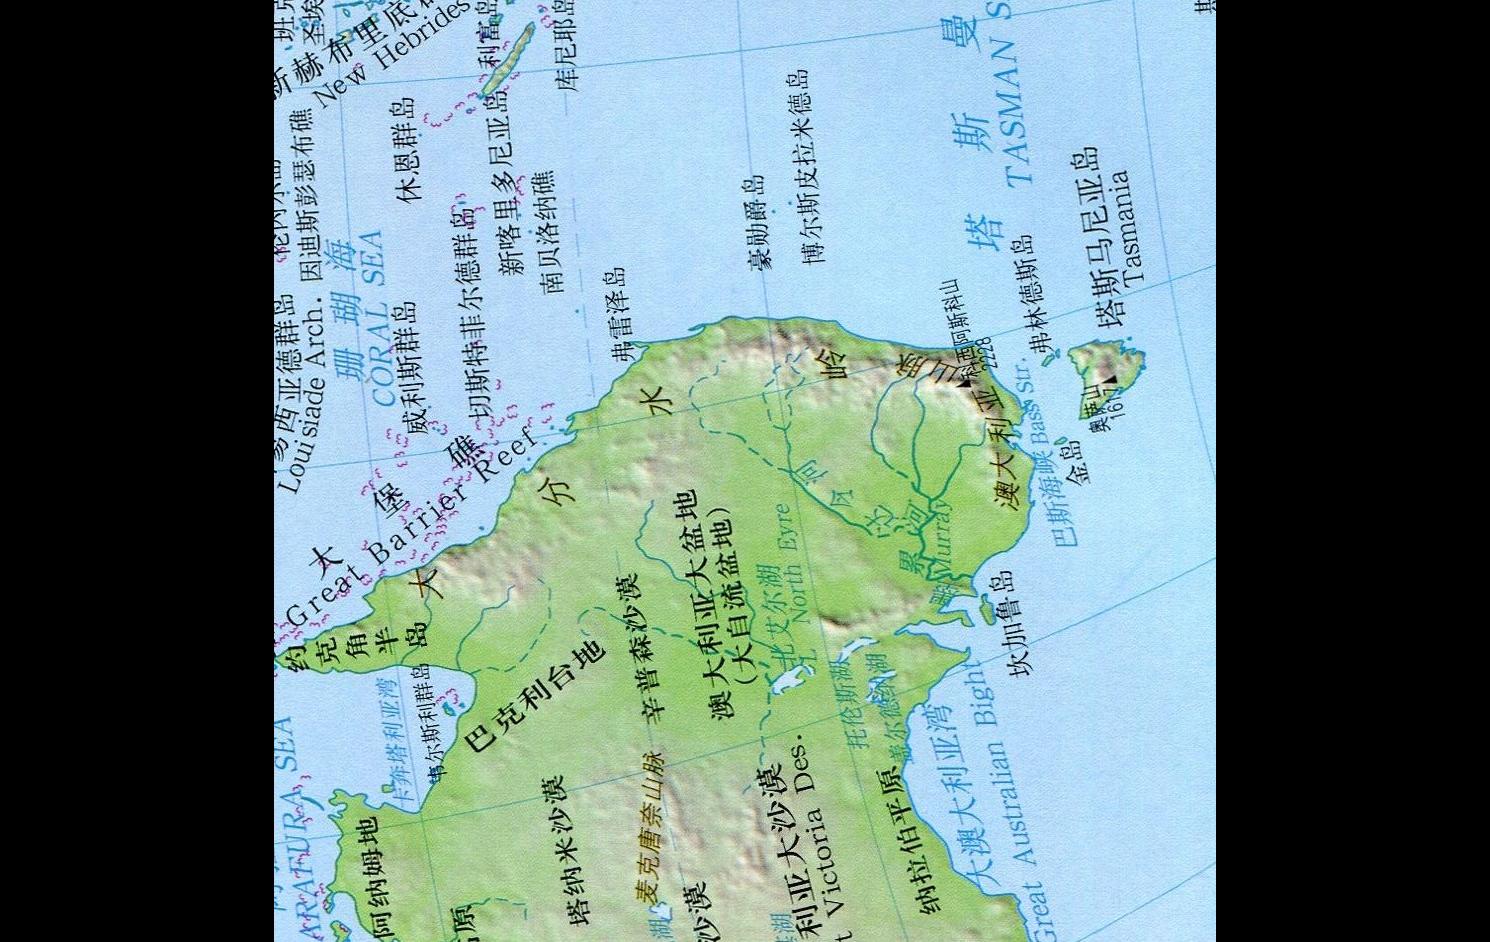 新赫布里底群
New Hebrides
利富岛
库尼耶岛
休恩群岛
新喀里多尼亚岛
因迪斯彭瑟布礁
珊瑚海
CORAL SEA
切斯特菲尔德群岛
南贝洛纳礁
路易西亚德群岛
Louisiade Arch.
威利斯群岛
大堡礁
Great Barrier Reef
弗雷泽岛
豪勋爵岛
博尔斯皮拉米德岛
塔斯曼
TASMAN S
塔斯马尼亚岛
Tasmania
弗林德斯岛
科西阿斯科山
2228
奥萨山
1617
金岛
巴斯海峡 Bass Str.
大分水岭
澳大利亚山脉
约克角半岛
卡奔塔利亚湾
韦尔斯利群岛
巴克利台地
辛普森沙漠
澳大利亚大盆地
(大自流盆地)
北艾尔湖
L. North Eyre
托伦斯湖
盖尔德纳湖
Murray
坎加鲁岛
大澳大利亚湾
Great Australian Bight
纳拉伯平原
利亚大沙漠
t Victoria Des.
麦克唐奈山脉
塔纳米沙漠
阿纳姆地
ARAFURA SEA
沙漠
原
湖